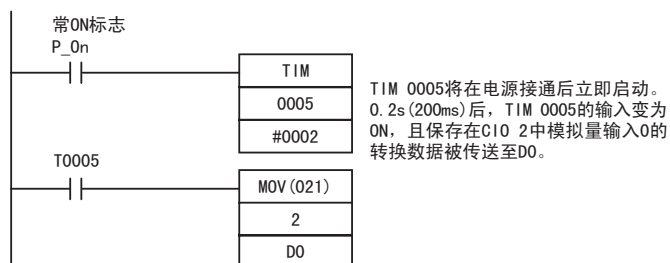 常ON标志
P_On
TIM
0005
#0002
TIM 0005将在电源接通后立即启动。
0.2s(200ms)后，TIM 0005的输入变为
ON，且保存在CIO 2中模拟量输入0的
转换数据被传送至D0。
T0005
MOV(021)
2
D0